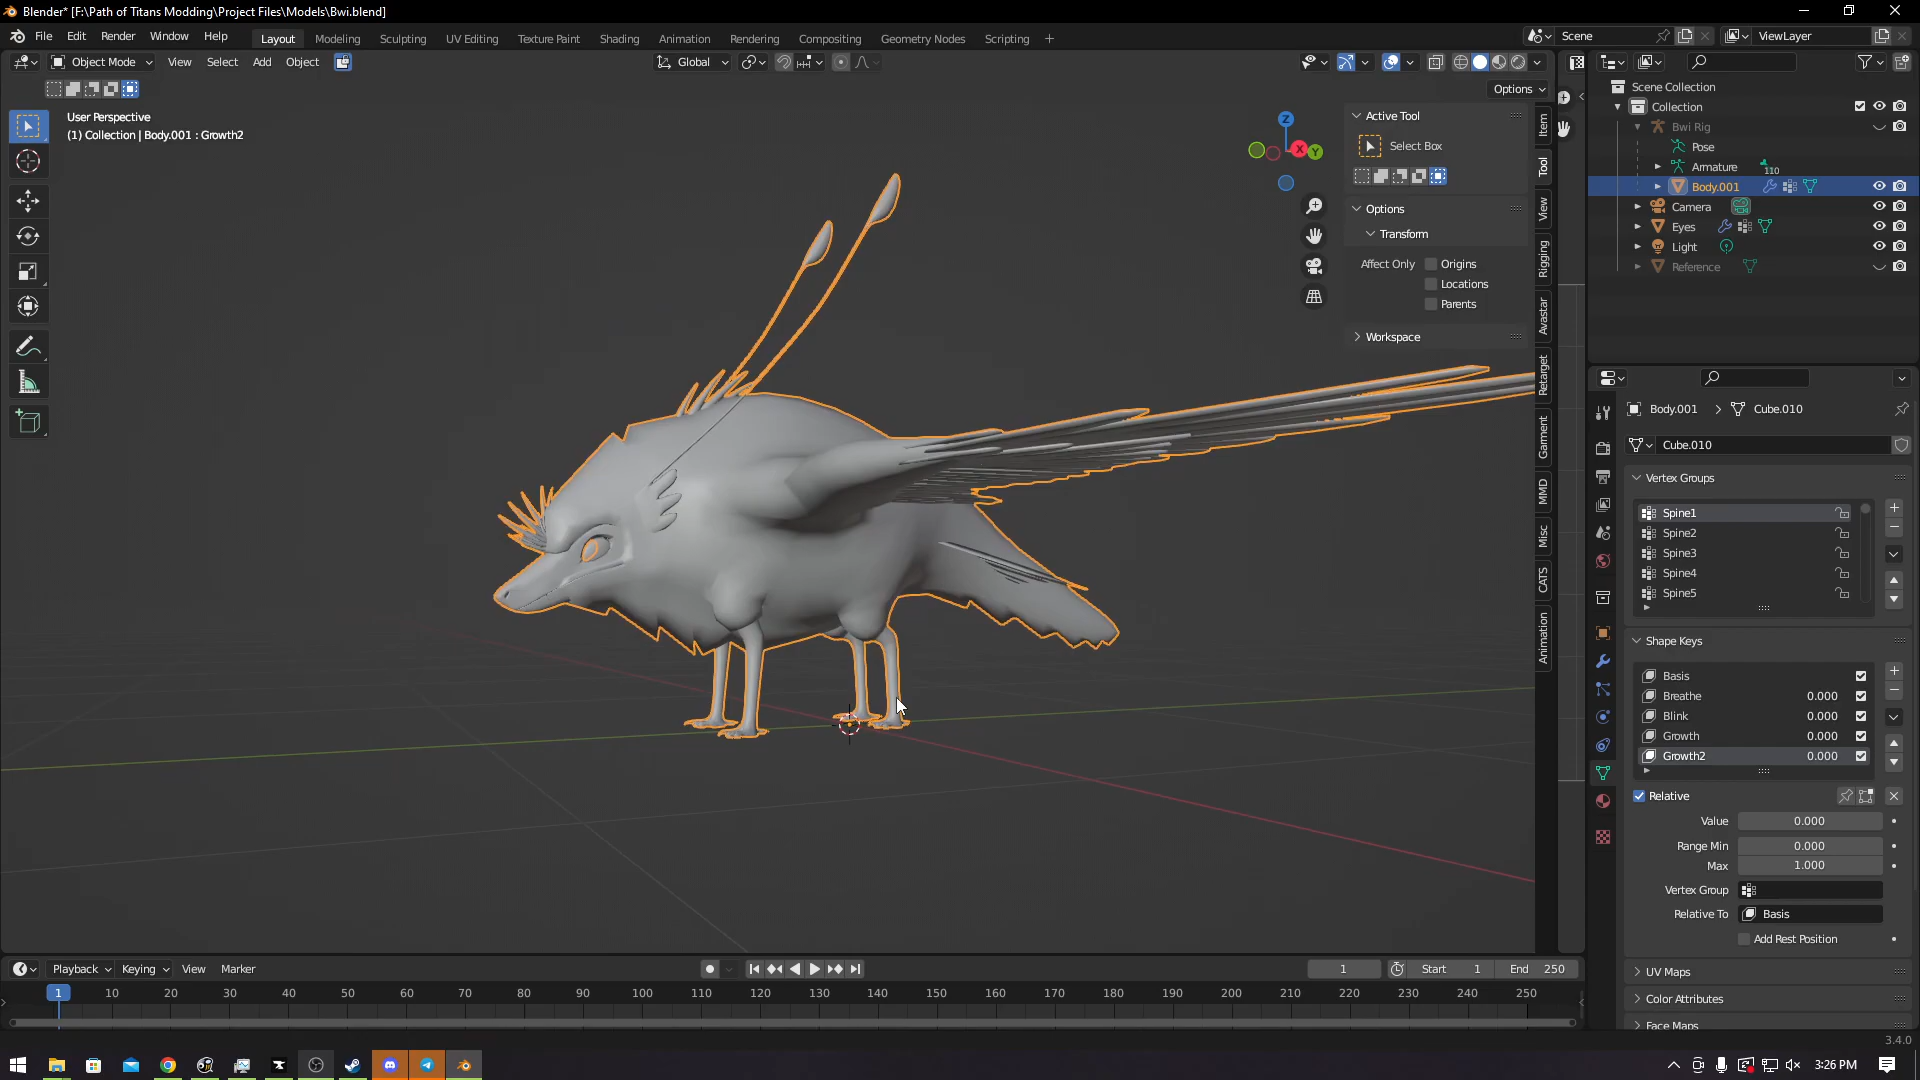 Blender* [F:\Path of Titans Modding\Project Files\Models\Bwi.blend]
File Edit Render Window Help
Layout Modeling Sculpting UV Editing Texture Paint Shading Animation Rendering Compositing Geometry Nodes Scripting +
Scene
ViewLayer
Object Mode View Select Add Object
Global
Options
User Perspective
(1) Collection | Body.001 : Growth2
Z
X
Y
Active Tool
Select Box
Options
Transform
Affect Only Origins
Locations
Parents
Workspace
Item
Tool
View
Rigging
Avastar
Retarget
Garment
MMD
Misc
CATS
Animation
Scene Collection
Collection
Bwi Rig
Pose
Armature 110
Body.001
Camera
Eyes
Light
Reference
Body.001 > Cube.010
Cube.010
Vertex Groups
Spine1
Spine2
Spine3
Spine4
Spine5
Shape Keys
Basis
Breathe 0.000
Blink 0.000
Growth 0.000
Growth2 0.000
Relative
Value 0.000
Range Min 0.000
Max 1.000
Vertex Group
Relative To Basis
Add Rest Position
UV Maps
Color Attributes
Face Maps
Playback Keying View Marker
1
Start 1
End 250
1 10 20 30 40 50 60 70 80 90 100 110 120 130 140 150 160 170 180 190 200 210 220 230 240 250
3.4.0
3:26 PM